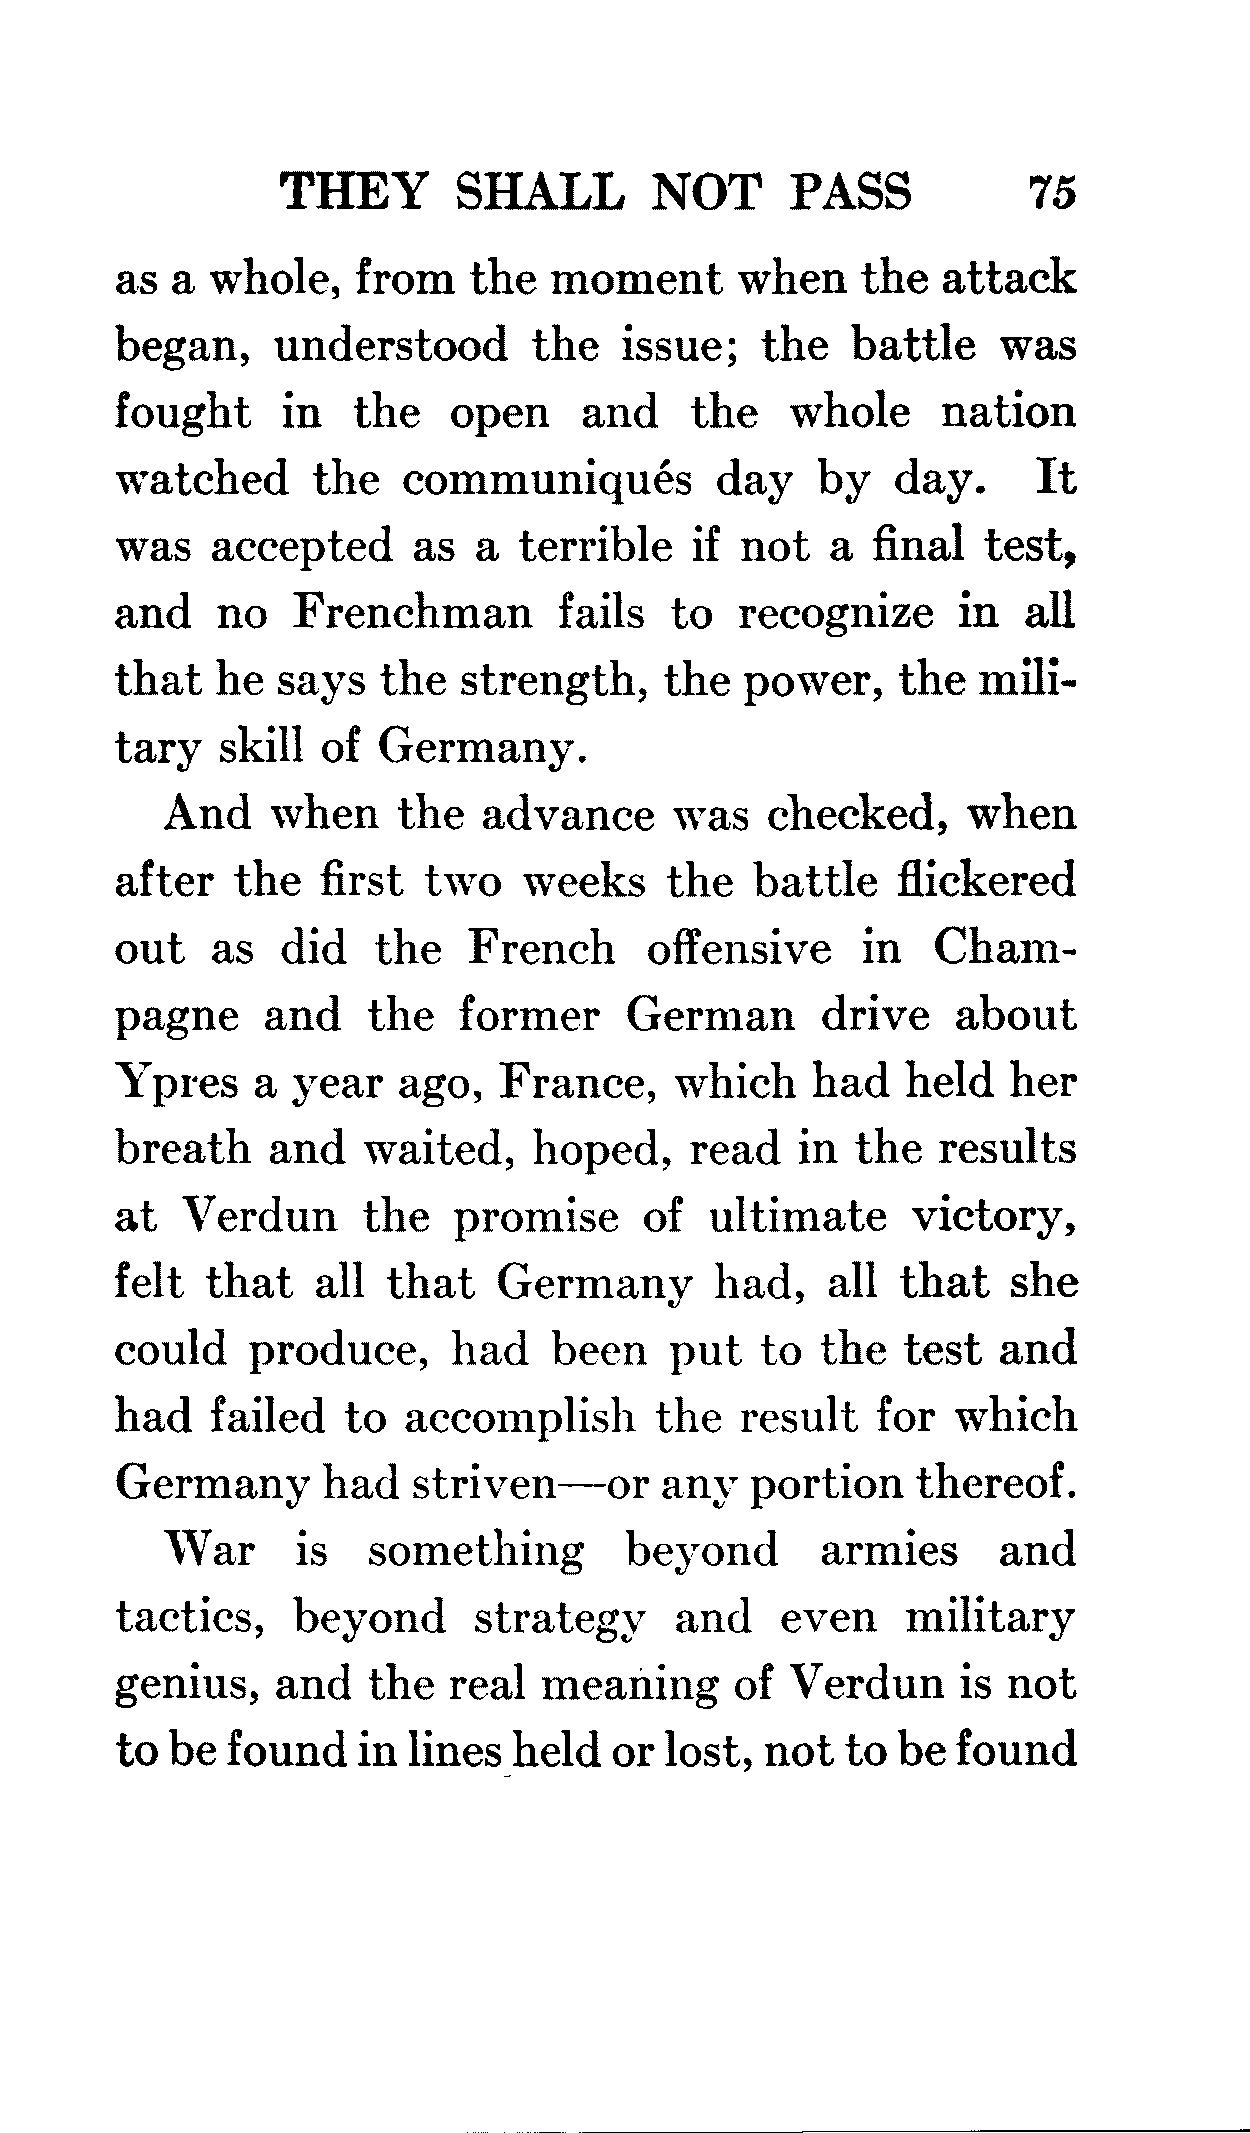 THEY SHALL NOT PASS 75
as a whole, from the moment when the attack
began, understood the issue; the battle was
fought in the open and the whole nation
watched the communiqués day by day. It
was accepted as a terrible if not a final test,
and no Frenchman fails to recognize in all
that he says the strength, the power, the mili-
tary skill of Germany.
And when the advance was checked, when
after the first two weeks the battle flickered
out as did the French offensive in Cham-
pagne and the former German drive about
Ypres a year ago, France, which had held her
breath and waited, hoped, read in the results
at Verdun the promise of ultimate victory,
felt that all that Germany had, all that she
could produce, had been put to the test and
had failed to accomplish the result for which
Germany had striven—or any portion thereof.
War is something beyond armies and
tactics, beyond strategy and even military
genius, and the real meaning of Verdun is not
to be found in lines held or lost, not to be found